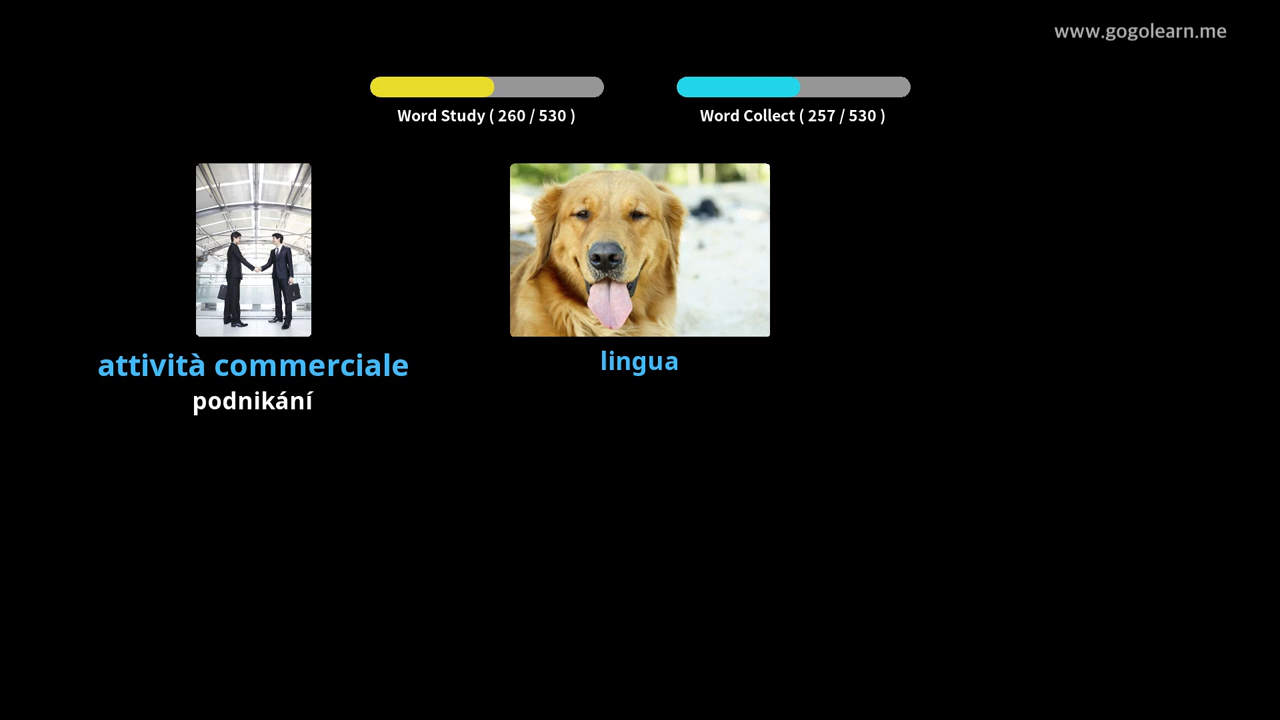 www.gogolearn.me
Word Study ( 260 / 530 )
Word Collect ( 257 / 530 )
attività commerciale
podnikání
lingua